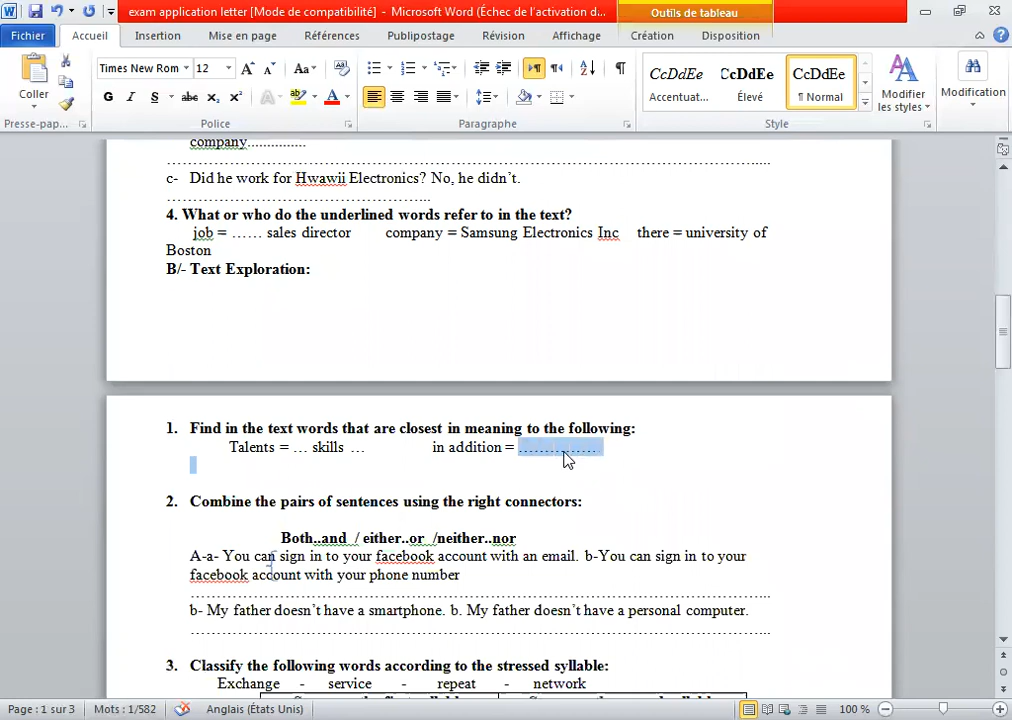 exam application letter [Mode de compatibilité] - Microsoft Word (Échec de l'activation d...
Outils de tableau
Fichier Accueil Insertion Mise en page Références Publipostage Révision Affichage Création Disposition
Times New Rom 12 Aa
Coller
G I S abc x₂ x² A A
AaBbCcDdEe
CcDdEe CcDdEe CcDdEe
Accentuat... Élevé ¶ Normal
Modifier les styles
Modification
Presse-pap... Police Paragraphe Style
company...............
……………………………………………………………………………………………………..
c- Did he work for Hwawii Electronics? No, he didn't.
……………………………………………..
4. What or who do the underlined words refer to in the text?
job = …… sales director company = Samsung Electronics Inc there = university of
Boston
B/- Text Exploration:
1. Find in the text words that are closest in meaning to the following:
Talents = … skills … in addition = ……………..
2. Combine the pairs of sentences using the right connectors:
Both..and / either..or /neither..nor
A-a- You can sign in to your facebook account with an email. b-You can sign in to your
facebook account with your phone number
…………………………………………………………………………………………………..
b- My father doesn't have a smartphone. b. My father doesn't have a personal computer.
…………………………………………………………………………………………………..
3. Classify the following words according to the stressed syllable:
Exchange - service - repeat - network
Page : 1 sur 3 Mots : 1/582 Anglais (États Unis) 100 %